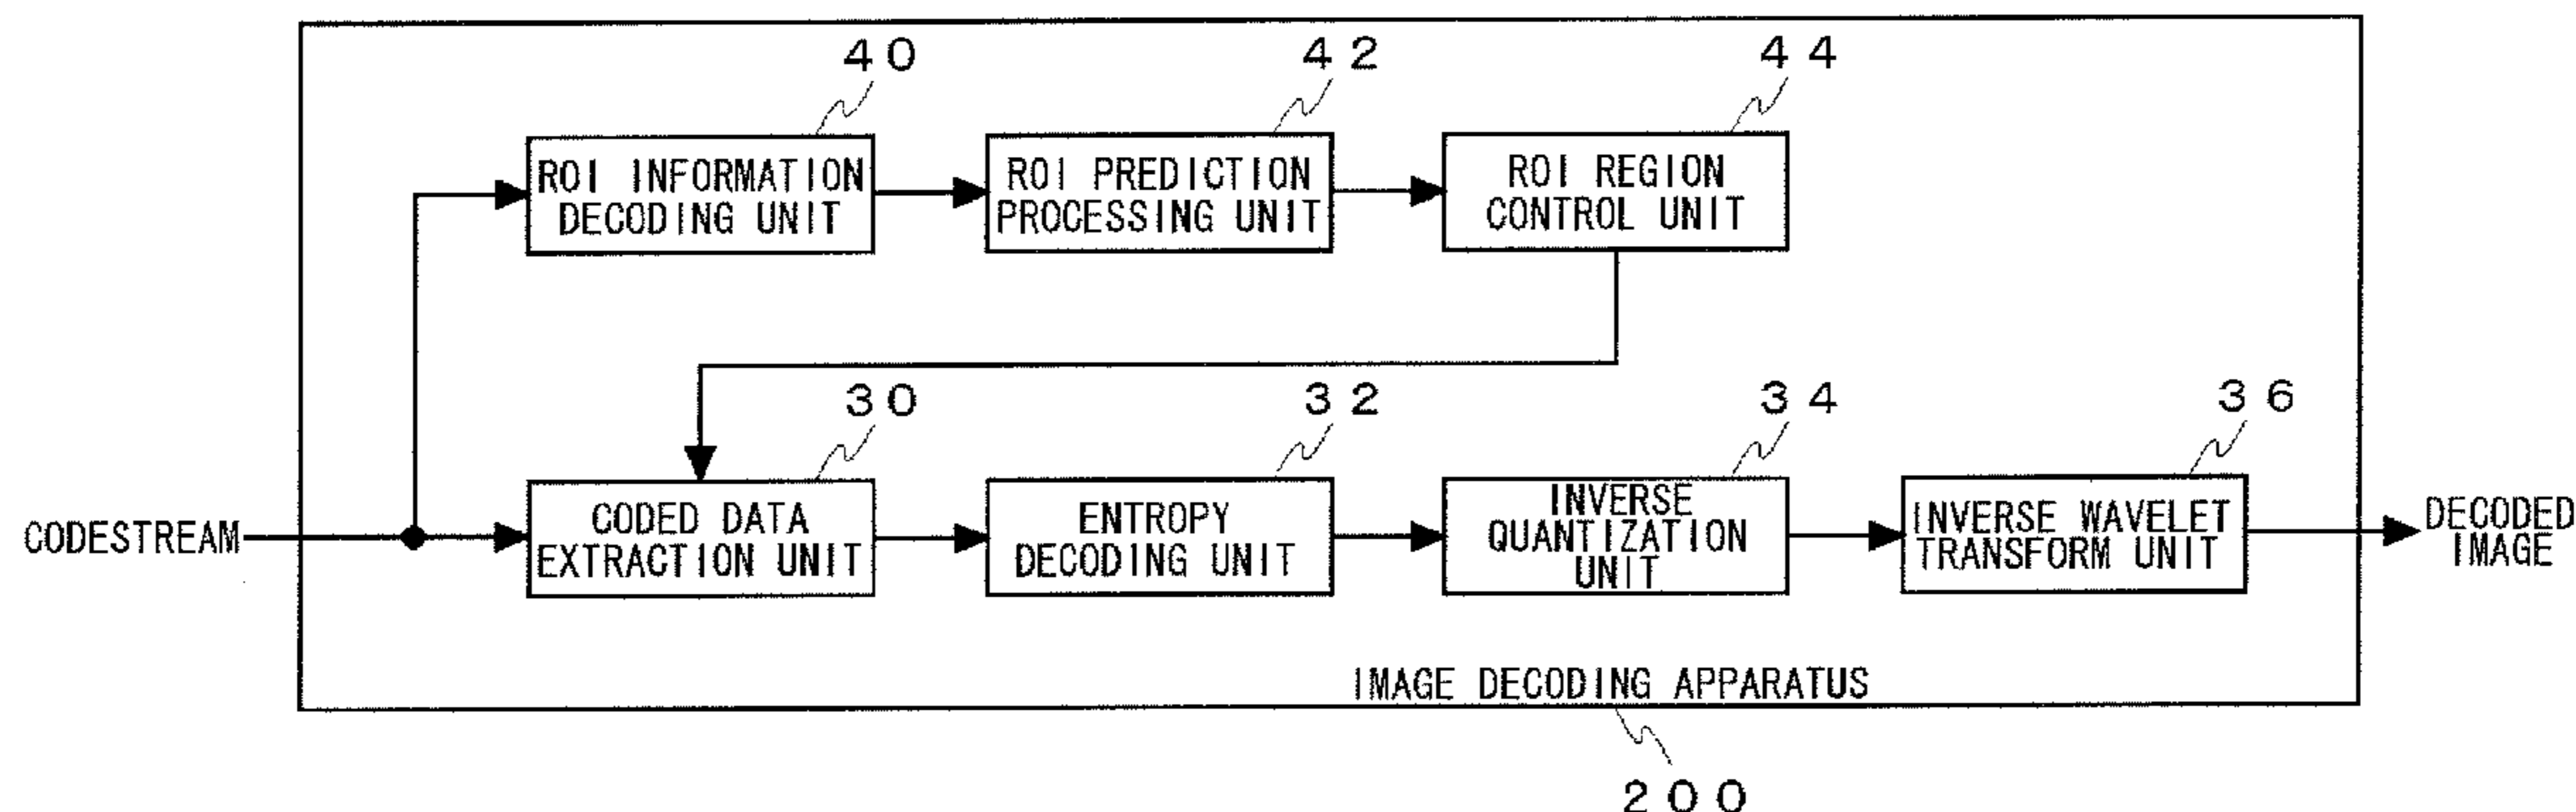 40
42
44
ROI INFORMATION
DECODING UNIT
ROI PREDICTION
PROCESSING UNIT
ROI REGION
CONTROL UNIT
30
32
34
36
CODESTREAM
CODED DATA
EXTRACTION UNIT
ENTROPY
DECODING UNIT
INVERSE
QUANTIZATION
UNIT
INVERSE WAVELET
TRANSFORM UNIT
DECODED
IMAGE
IMAGE DECODING APPARATUS
200